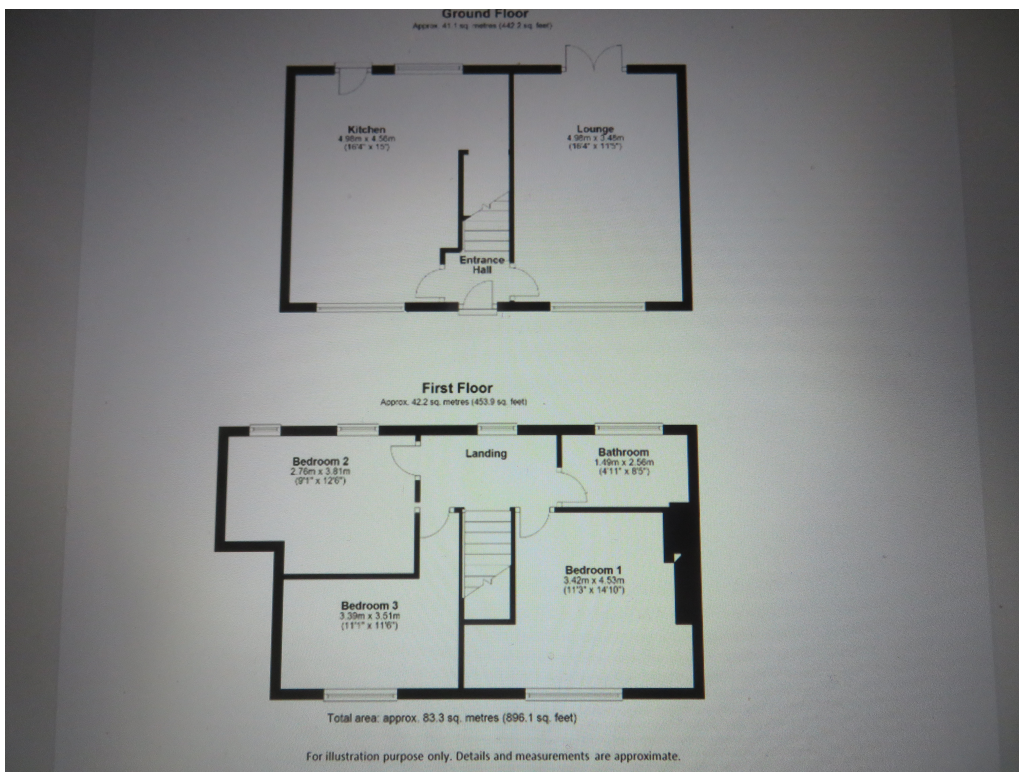 Ground Floor
Approx. 41.1 sq. metres (442.2 sq. feet)
Kitchen
4.98m x 4.56m
(16'4" x 15')
Lounge
4.98m x 3.48m
(16'4" x 11'5")
Entrance
Hall
First Floor
Approx. 42.2 sq. metres (453.9 sq. feet)
Bedroom 2
2.76m x 3.81m
(9'1" x 12'6")
Landing
Bathroom
1.49m x 2.56m
(4'11" x 8'5")
Bedroom 1
3.42m x 4.53m
(11'3" x 14'10")
Bedroom 3
3.39m x 3.51m
(11'1" x 11'6")
Total area: approx. 83.3 sq. metres (896.1 sq. feet)
For illustration purpose only. Details and measurements are approximate.